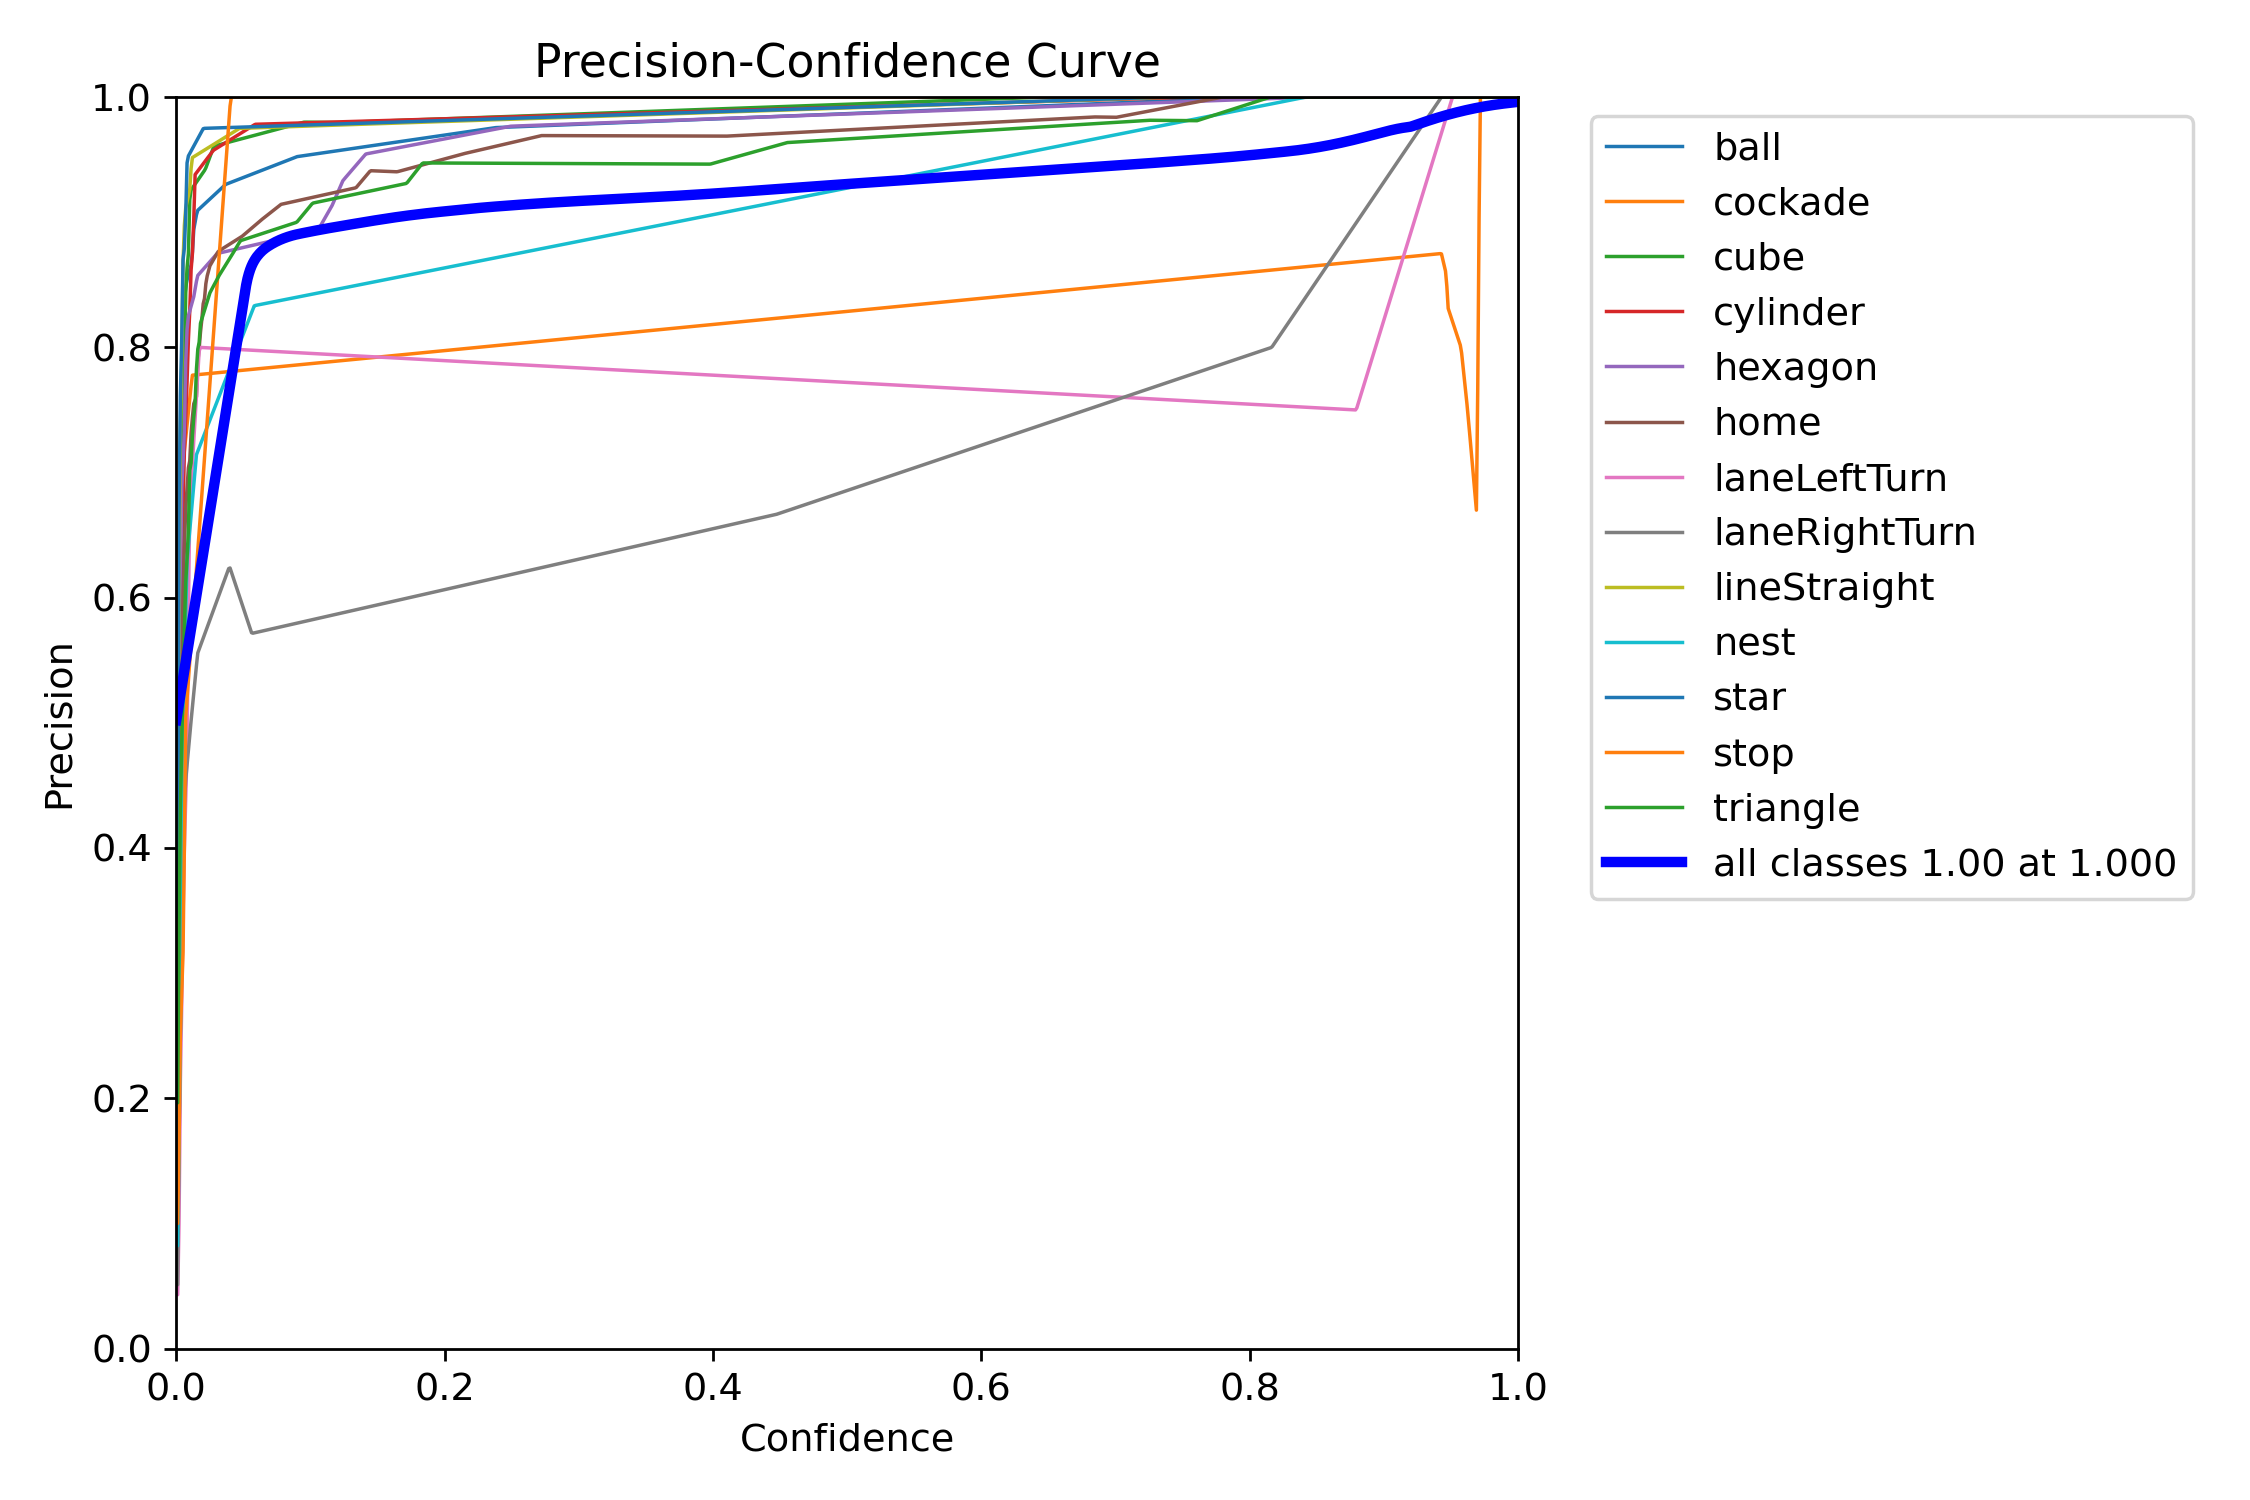 Precision-Confidence Curve
1.0
0.8
0.6
0.4
0.2
0.0
Precision
0.0 0.2 0.4 0.6 0.8 1.0
Confidence
ball
cockade
cube
cylinder
hexagon
home
laneLeftTurn
laneRightTurn
lineStraight
nest
star
stop
triangle
all classes 1.00 at 1.000